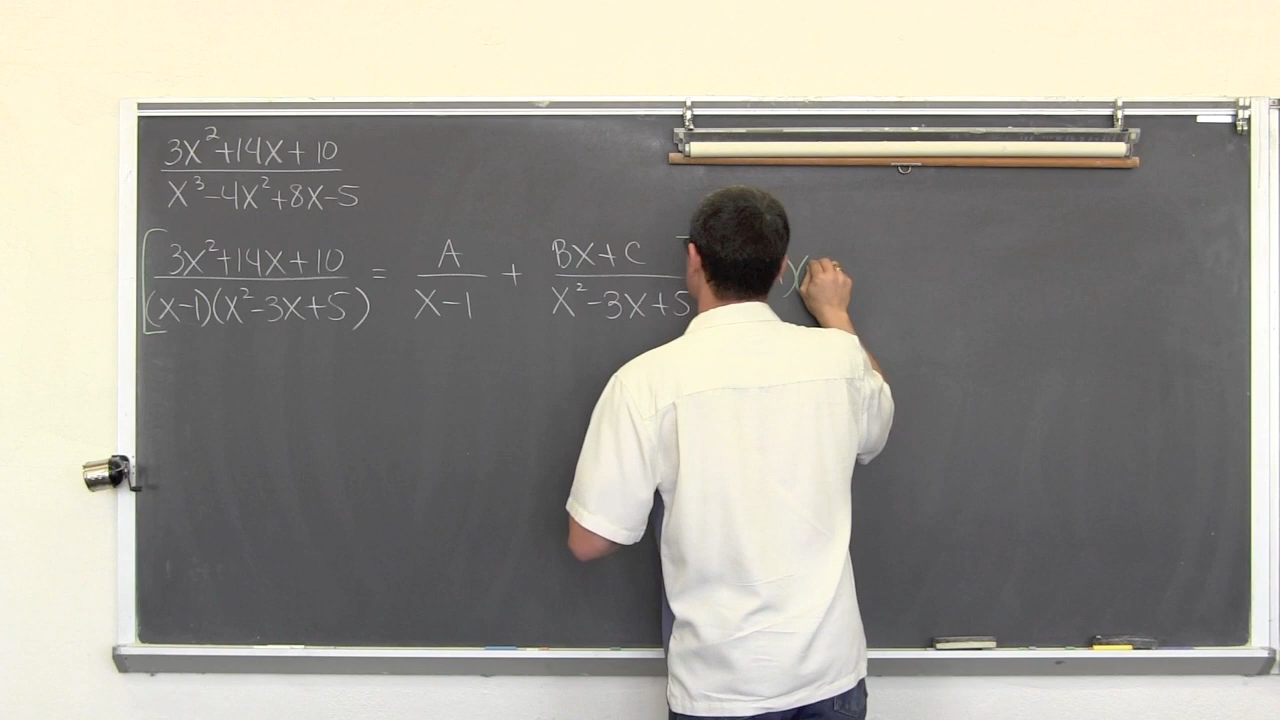 3x²+14x+10
x³-4x²+8x-5
[ 3x²+14x+10 = A + Bx+C ]
(x-1)(x²-3x+5) x-1 x²-3x+5 )(